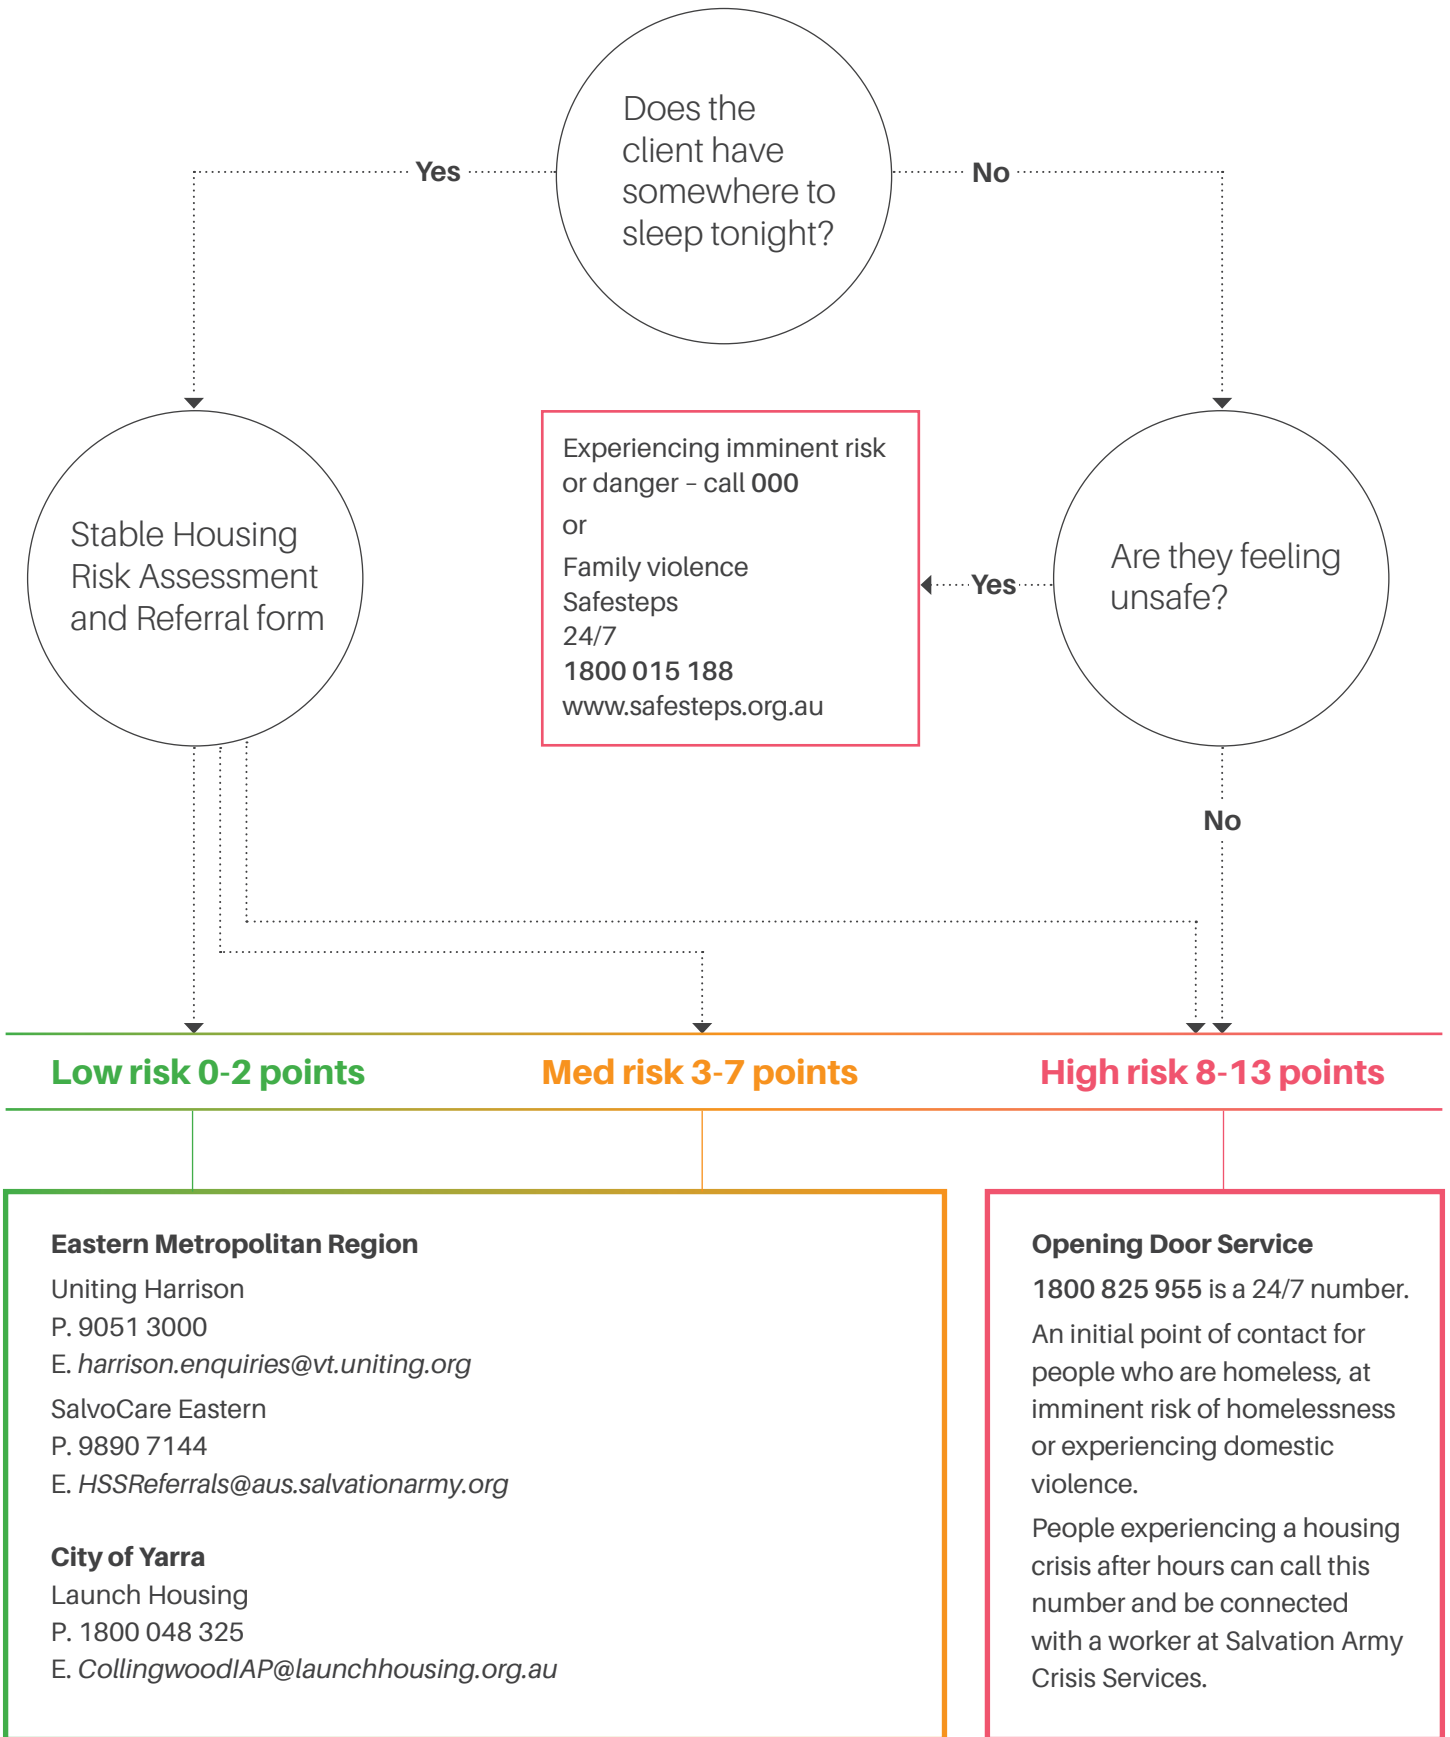 Does the
client have
somewhere to
sleep tonight?
Yes
No
Stable Housing
Risk Assessment
and Referral form
Experiencing imminent risk
or danger – call 000
or
Family violence
Safesteps
24/7
1800 015 188
www.safesteps.org.au
Yes
Are they feeling
unsafe?
No
Low risk 0-2 points
Med risk 3-7 points
High risk 8-13 points
Eastern Metropolitan Region
Uniting Harrison
P. 9051 3000
E. harrison.enquiries@vt.uniting.org
SalvoCare Eastern
P. 9890 7144
E. HSSReferrals@aus.salvationarmy.org
City of Yarra
Launch Housing
P. 1800 048 325
E. CollingwoodIAP@launchhousing.org.au
Opening Door Service
1800 825 955 is a 24/7 number.
An initial point of contact for
people who are homeless, at
imminent risk of homelessness
or experiencing domestic
violence.
People experiencing a housing
crisis after hours can call this
number and be connected
with a worker at Salvation Army
Crisis Services.